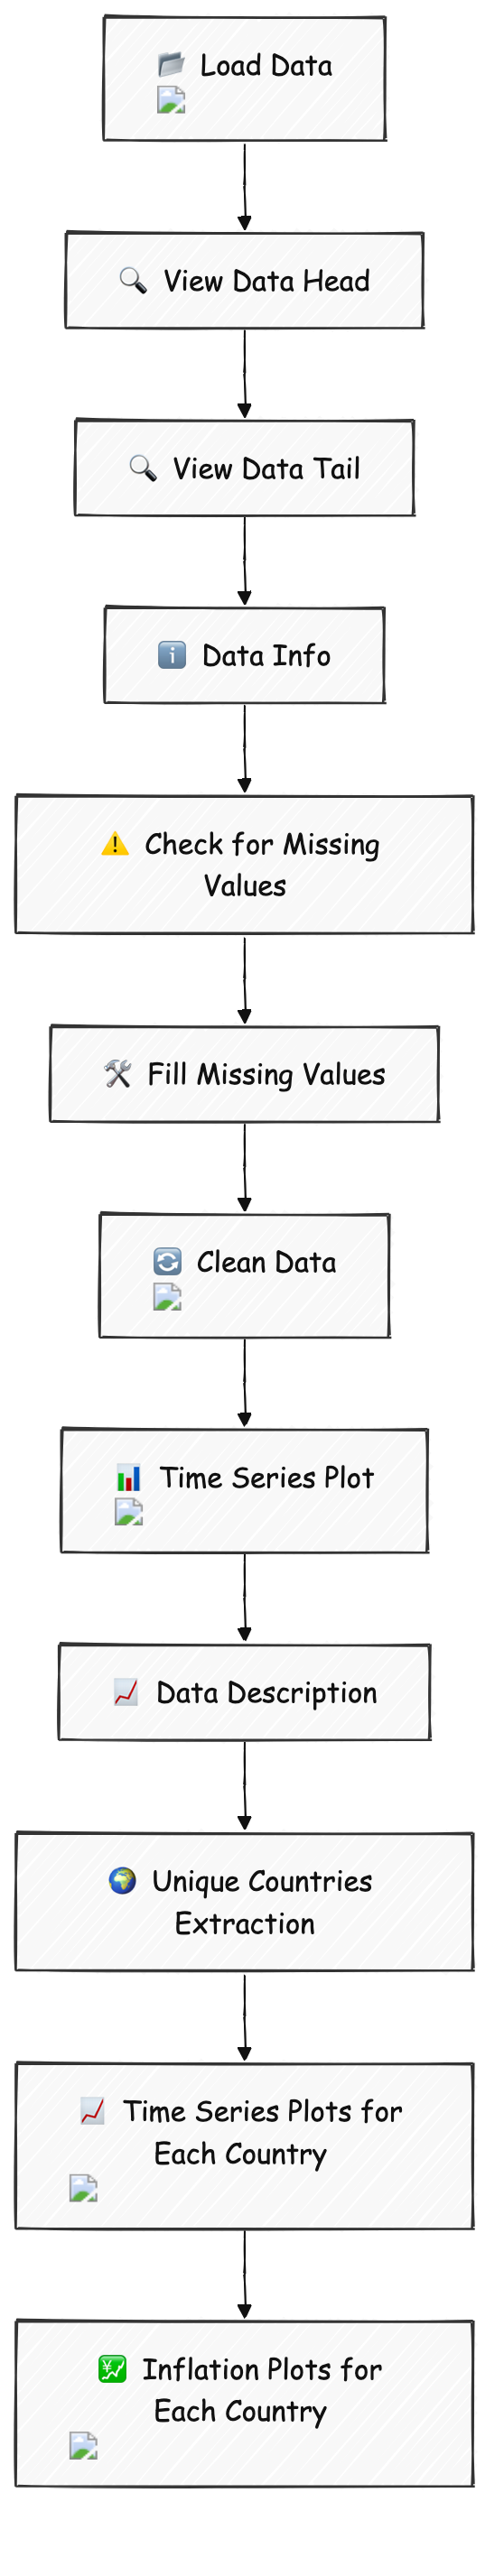 Load Data
View Data Head
View Data Tail
Data Info
Check for Missing
Values
Fill Missing Values
Clean Data
Time Series Plot
Data Description
Unique Countries
Extraction
Time Series Plots for
Each Country
Inflation Plots for
Each Country